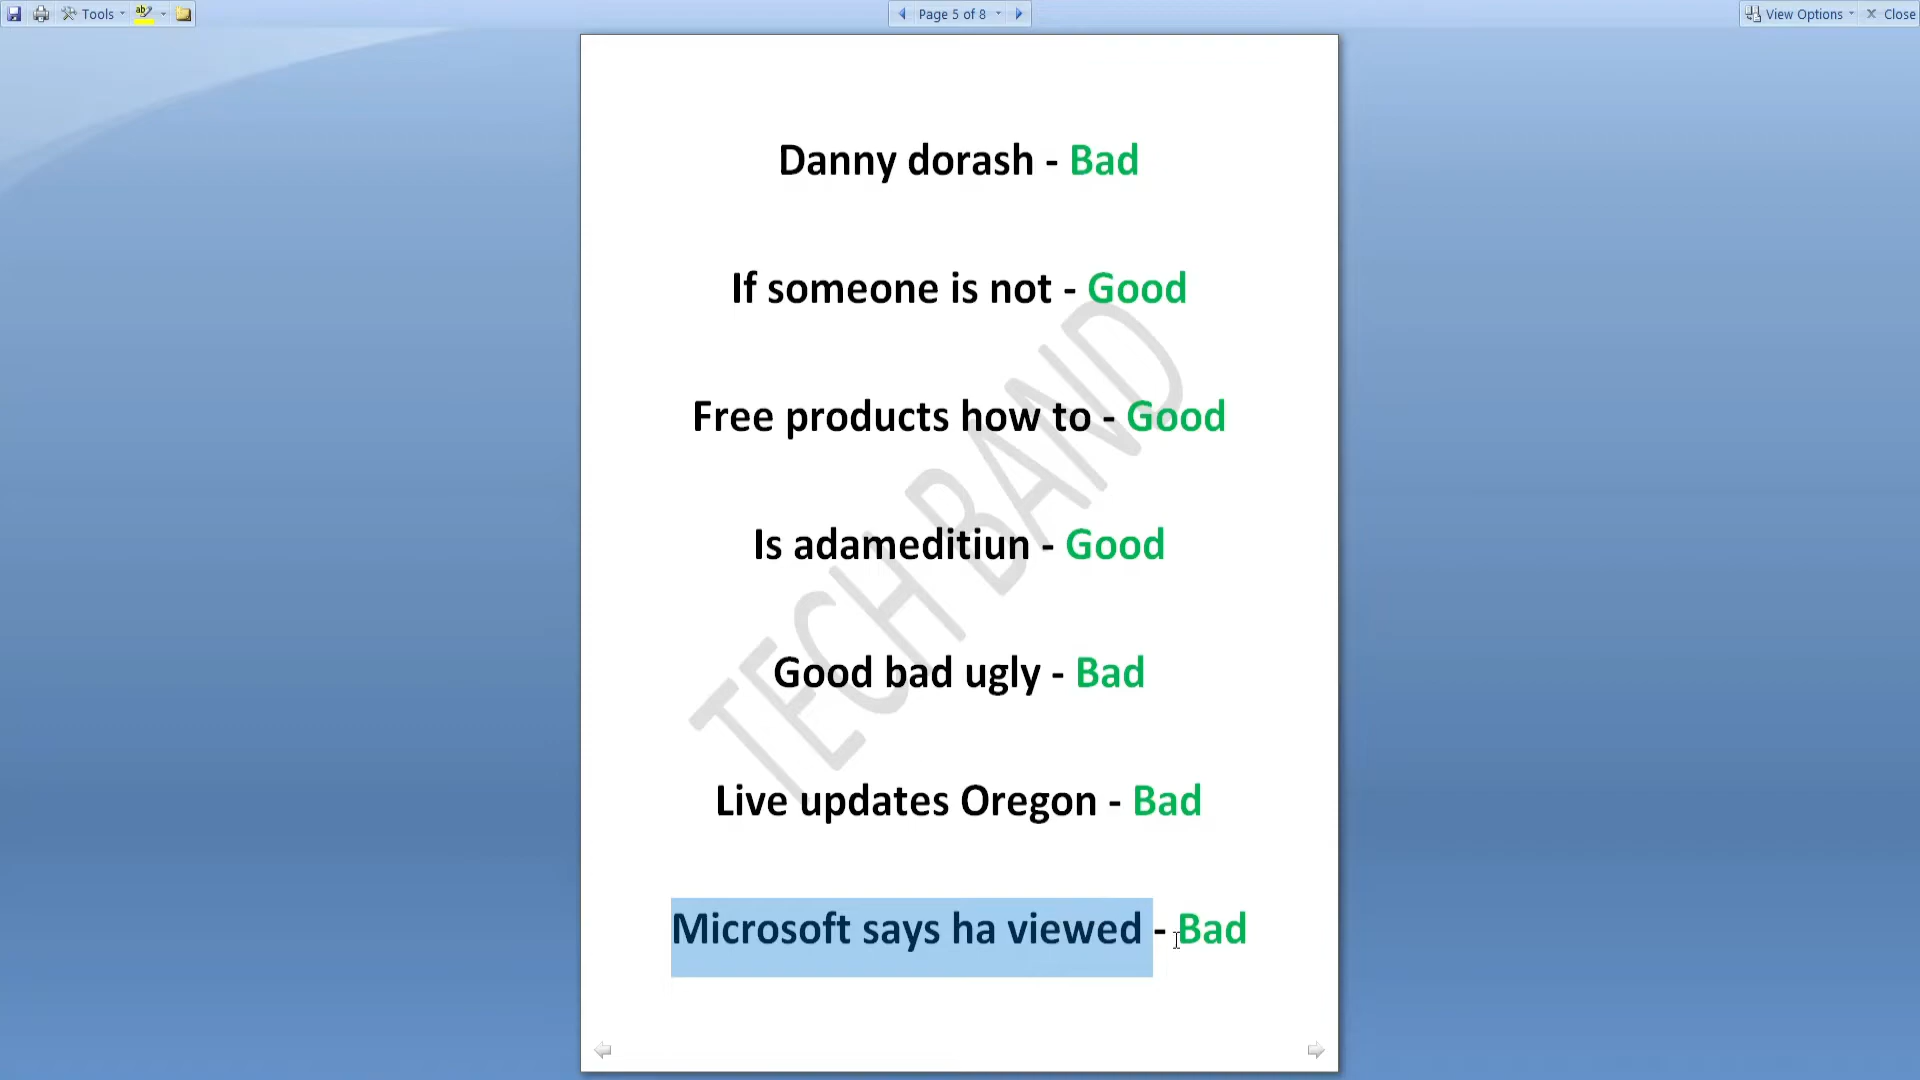 Tools
Page 5 of 8
View Options
Close
Danny dorash - Bad
If someone is not - Good
Free products how to - Good
Is adameditiun - Good
Good bad ugly - Bad
Live updates Oregon - Bad
Microsoft says ha viewed - Bad
TECH BAND